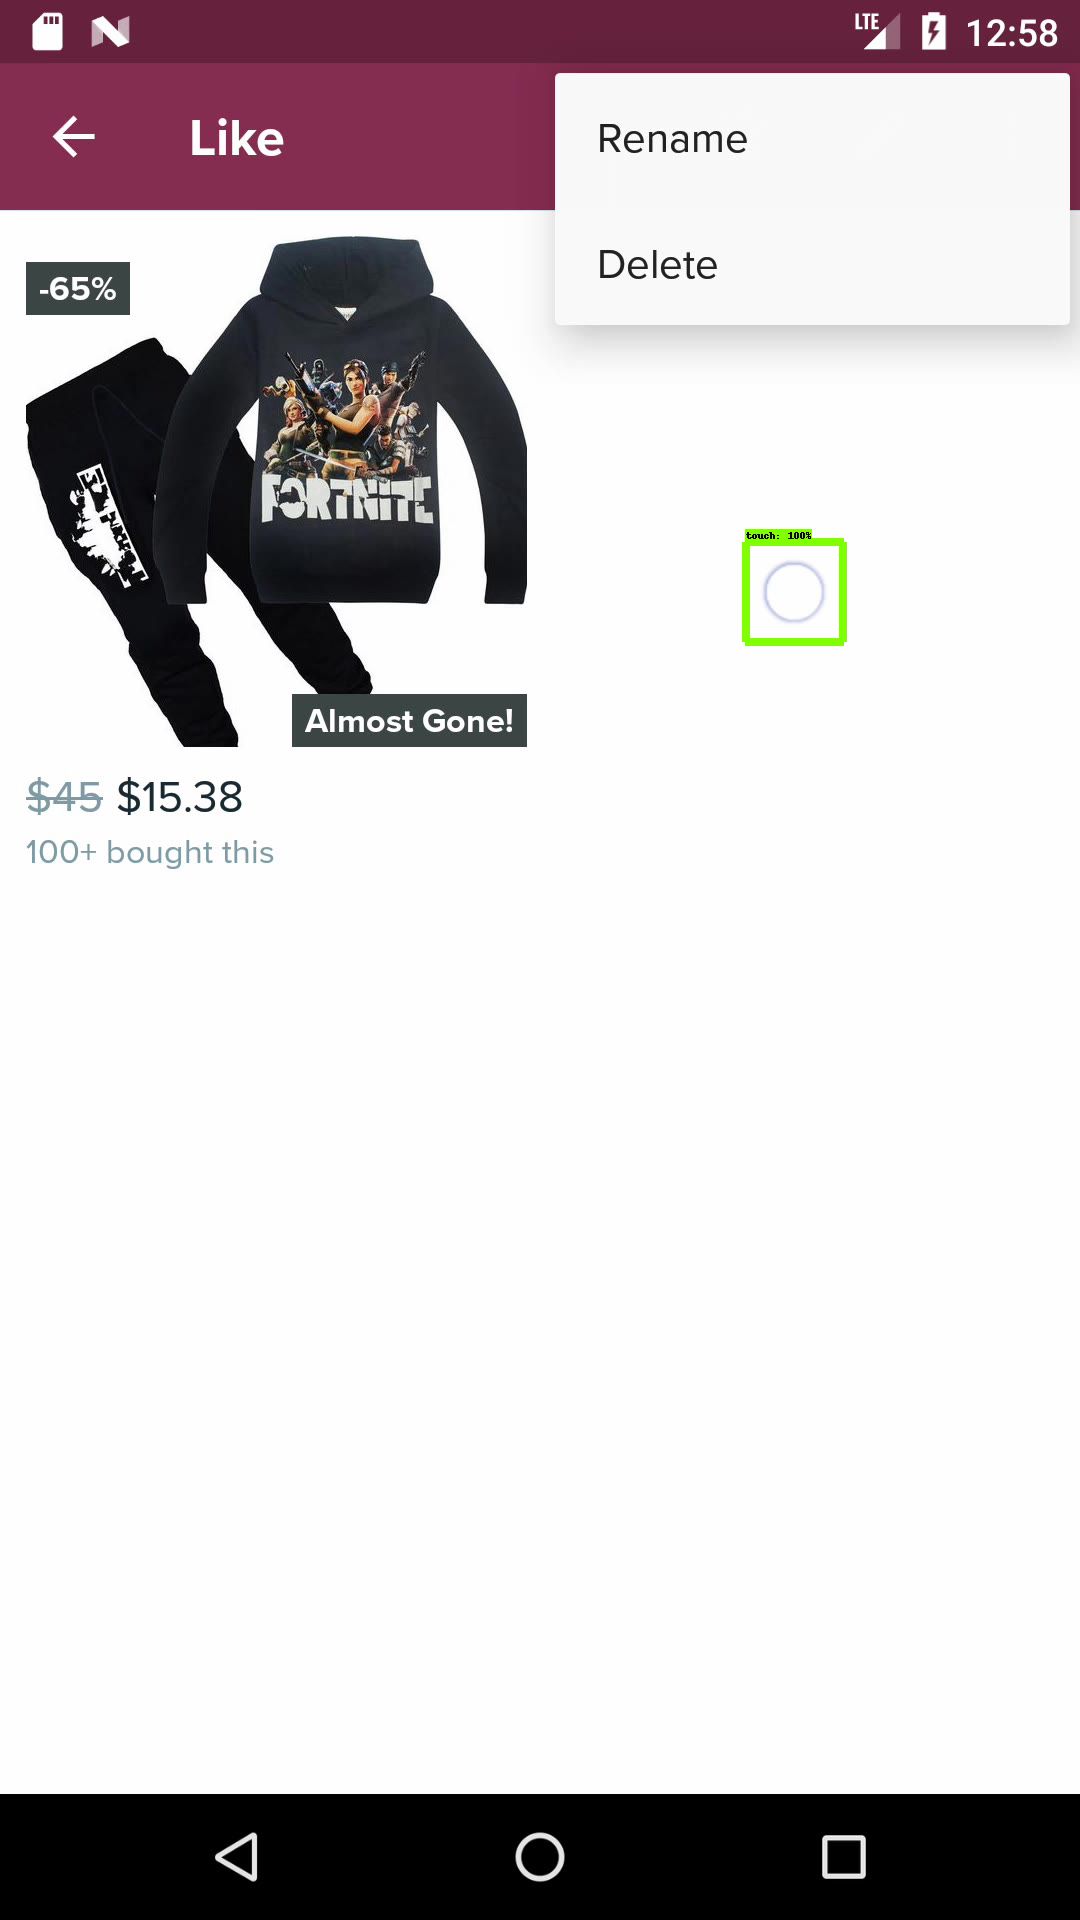 LTE 12:58
Like
Rename
Delete
-65%
FORTNITE
touch: 100%
Almost Gone!
$45 $15.38
100+ bought this